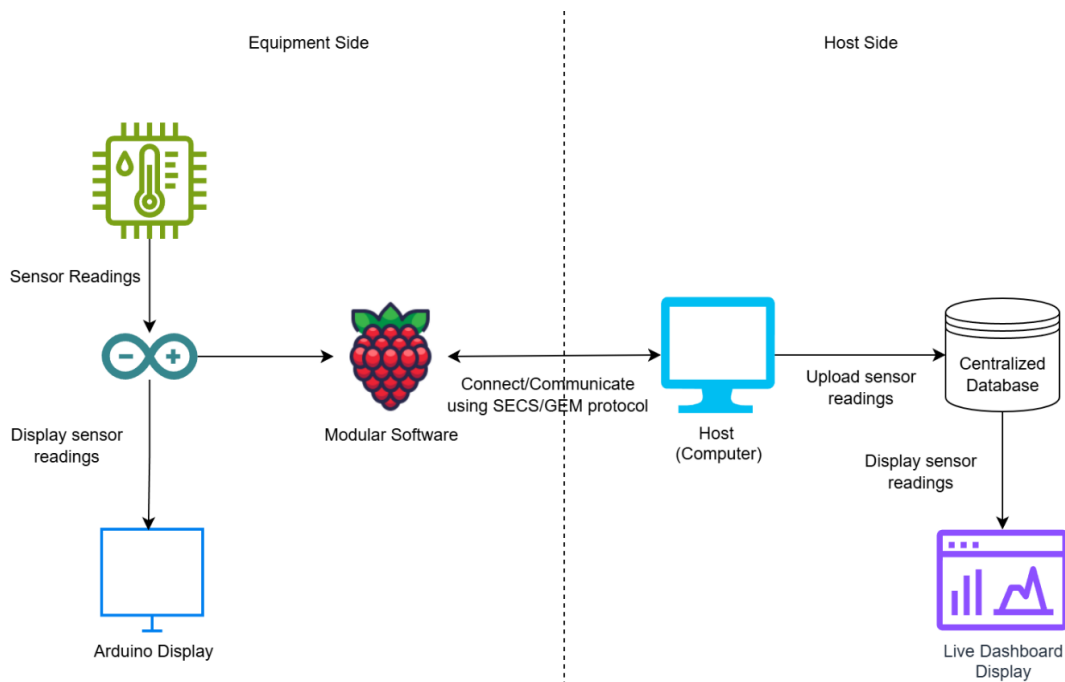 Equipment Side
Host Side
Sensor Readings
Display sensor
readings
Arduino Display
Modular Software
Connect/Communicate
using SECS/GEM protocol
Host
(Computer)
Upload sensor
readings
Centralized
Database
Display sensor
readings
Live Dashboard
Display